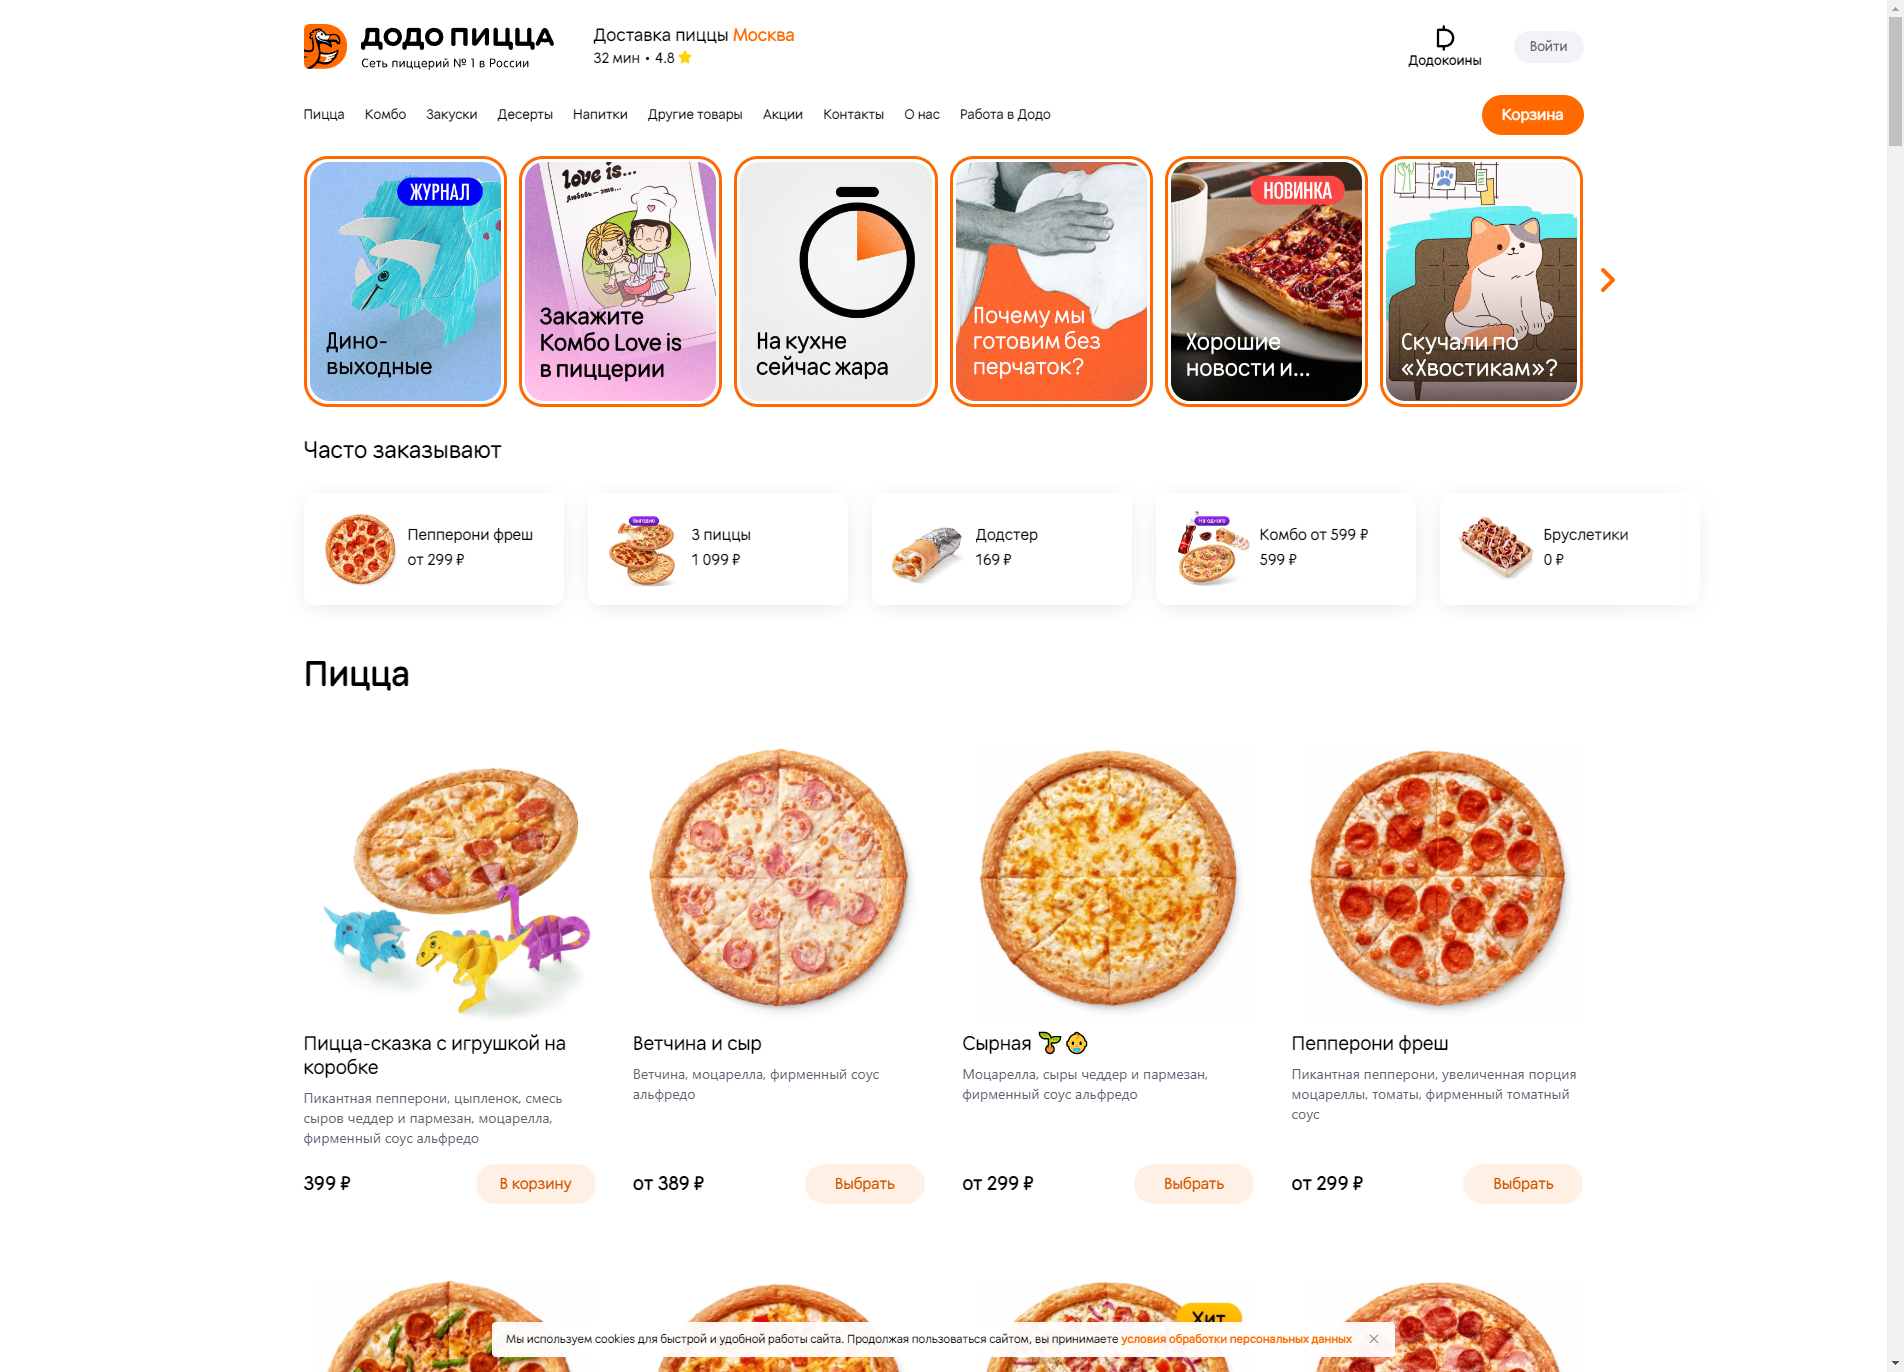 ДОДО ПИЦЦА
Сеть пиццерий № 1 в России
Доставка пиццы Москва
32 мин • 4.8
Додокоины
Войти
Пицца
Комбо
Закуски
Десерты
Напитки
Другие товары
Акции
Контакты
О нас
Работа в Додо
Корзина
ЖУРНАЛ
Дино-
выходные
love is...
Любовь — это...
Закажите
Комбо Love is
в пиццерии
На кухне
сейчас жара
Почему мы
готовим без
перчаток?
НОВИНКА
Хорошие
новости и...
Скучали по
«Хвостикам»?
Часто заказывают
Пепперони фреш
от 299 ₽
Выгодно
3 пиццы
1 099 ₽
Додстер
169 ₽
На одного
Комбо от 599 ₽
599 ₽
Бруслетики
0 ₽
Пицца
Пицца-сказка с игрушкой на
коробке
Пикантная пепперони, цыпленок, смесь
сыров чеддер и пармезан, моцарелла,
фирменный соус альфредо
399 ₽
В корзину
Ветчина и сыр
Ветчина, моцарелла, фирменный соус
альфредо
от 389 ₽
Выбрать
Сырная 🌱👶
Моцарелла, сыры чеддер и пармезан,
фирменный соус альфредо
от 299 ₽
Выбрать
Пепперони фреш
Пикантная пепперони, увеличенная порция
моцареллы, томаты, фирменный томатный
соус
от 299 ₽
Выбрать
Хит
Мы используем cookies для быстрой и удобной работы сайта. Продолжая пользоваться сайтом, вы принимаете условия обработки персональных данных